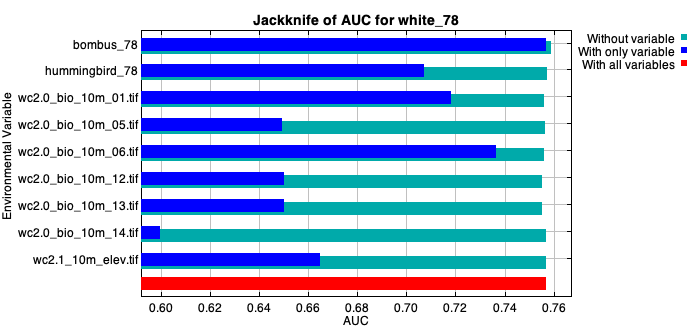 Jackknife of AUC for white_78
Without variable
With only variable
With all variables
Environmental Variable
bombus_78
hummingbird_78
wc2.0_bio_10m_01.tif
wc2.0_bio_10m_05.tif
wc2.0_bio_10m_06.tif
wc2.0_bio_10m_12.tif
wc2.0_bio_10m_13.tif
wc2.0_bio_10m_14.tif
wc2.1_10m_elev.tif
0.60 0.62 0.64 0.66 0.68 0.70 0.72 0.74 0.76
AUC